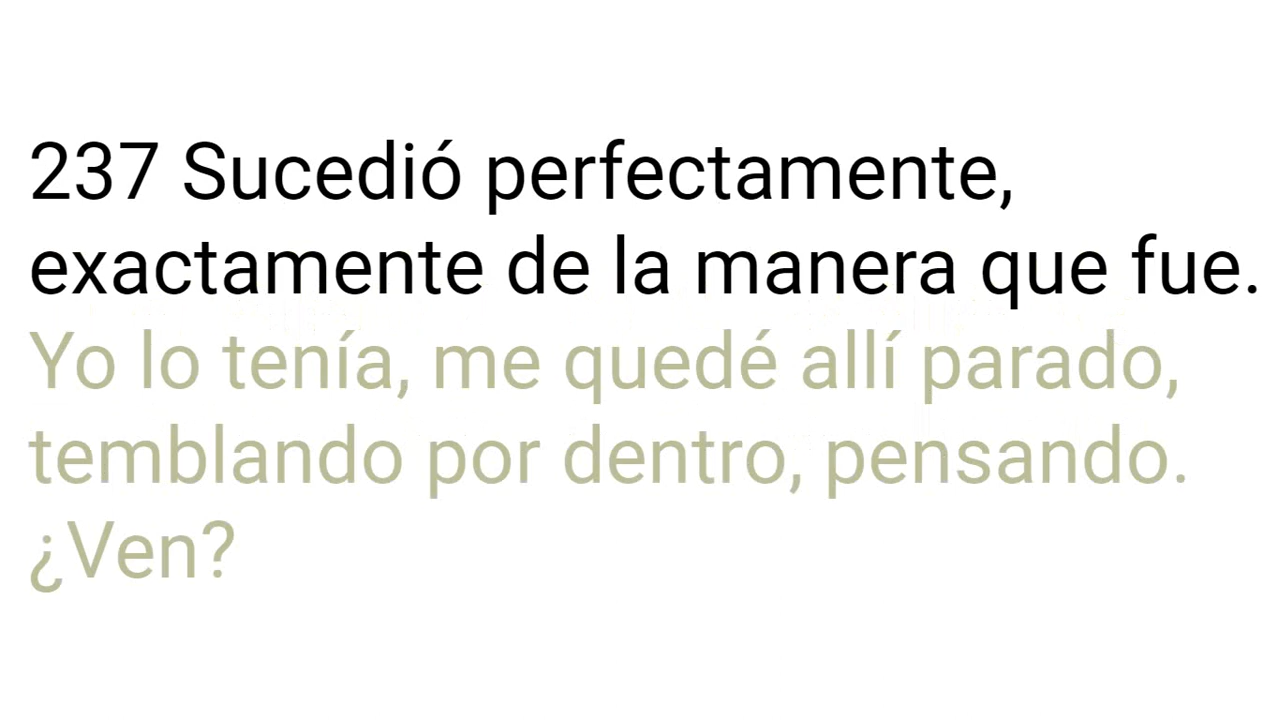 237 Sucedió perfectamente,
exactamente de la manera que fue.
Yo lo tenía, me quedé allí parado,
temblando por dentro, pensando.
¿Ven?